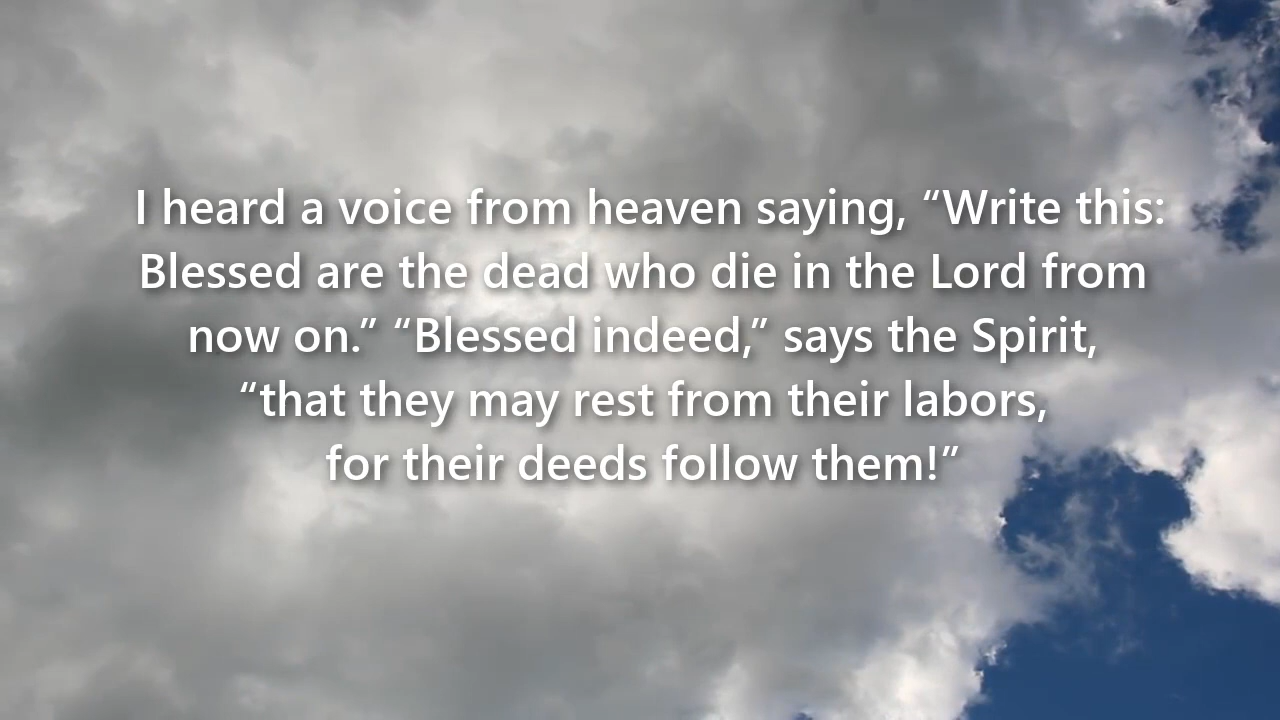 I heard a voice from heaven saying, “Write this:
Blessed are the dead who die in the Lord from
now on.” “Blessed indeed,” says the Spirit,
“that they may rest from their labors,
for their deeds follow them!”